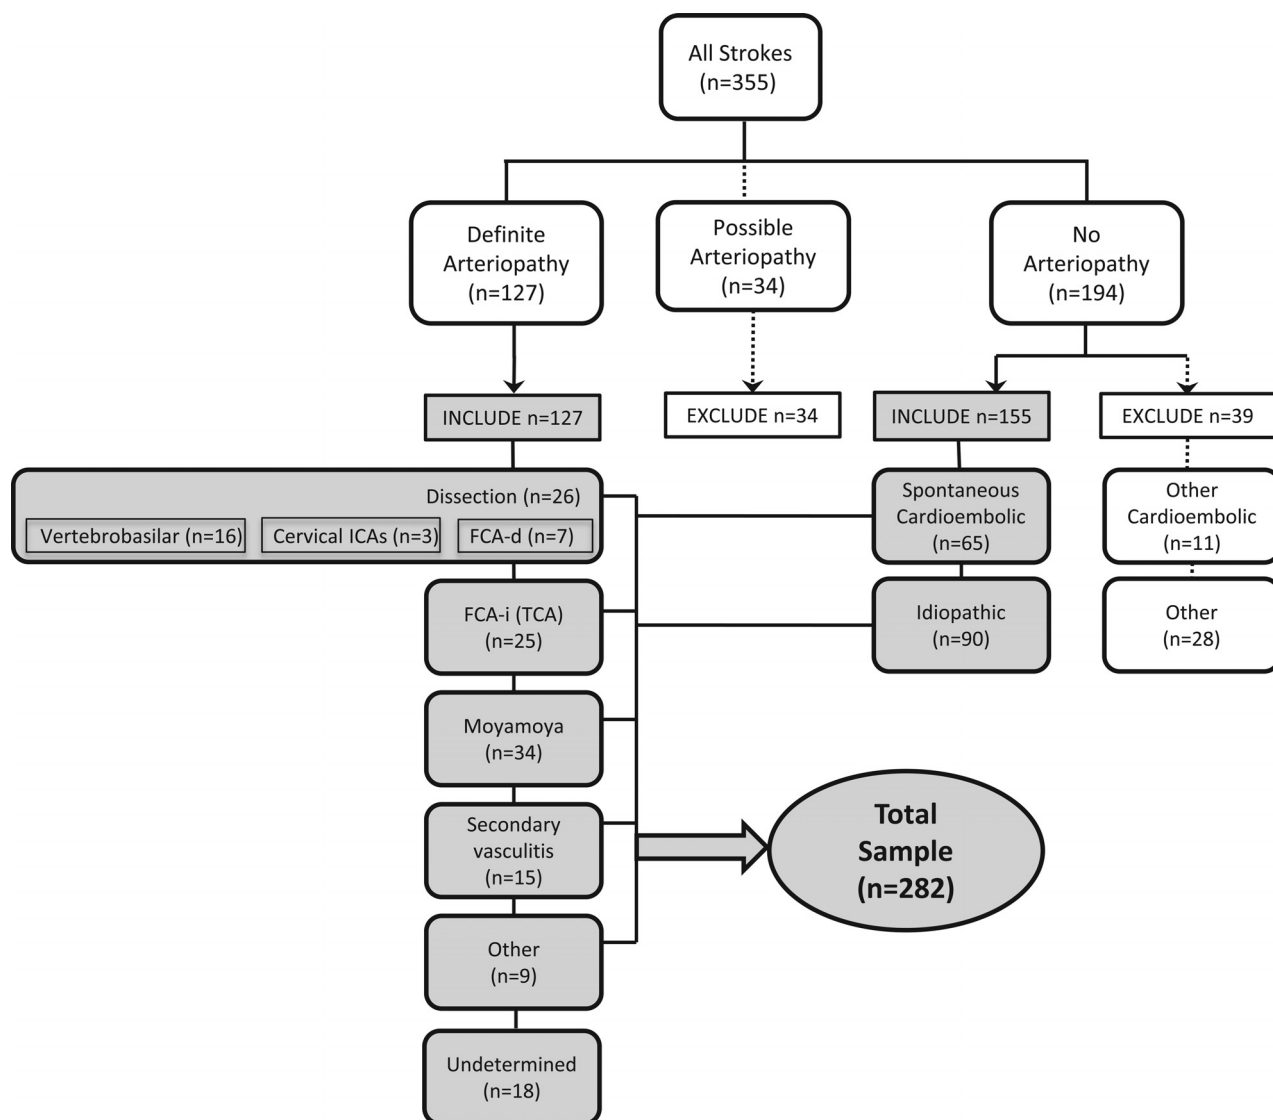 All Strokes
(n=355)
Definite
Arteriopathy
(n=127)
Possible
Arteriopathy
(n=34)
No
Arteriopathy
(n=194)
INCLUDE n=127
EXCLUDE n=34
INCLUDE n=155
EXCLUDE n=39
Dissection (n=26)
Vertebrobasilar (n=16)
Cervical ICAs (n=3)
FCA-d (n=7)
Spontaneous
Cardioembolic
(n=65)
Other
Cardioembolic
(n=11)
FCA-i (TCA)
(n=25)
Idiopathic
(n=90)
Other
(n=28)
Moyamoya
(n=34)
Secondary
vasculitis
(n=15)
Total
Sample
(n=282)
Other
(n=9)
Undetermined
(n=18)